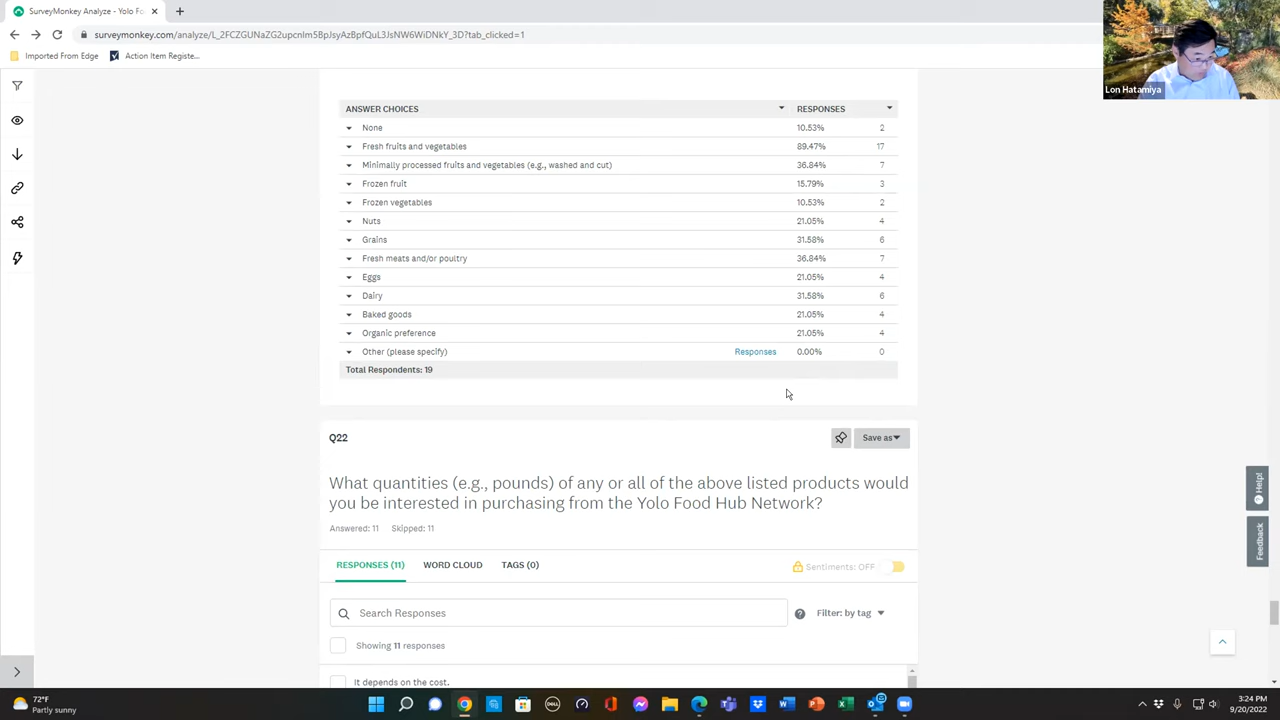 SurveyMonkey Analyze - Yolo Fo
surveymonkey.com/analyze/L_2FCZGUNaZG2upcnIm5BpJsyAzBpfQuL3JsNW6WiDNkY_3D?tab_clicked=1
Imported From Edge
Action Item Registe...
Lon Hatamiya
ANSWER CHOICES RESPONSES
None 10.53% 2
Fresh fruits and vegetables 89.47% 17
Minimally processed fruits and vegetables (e.g., washed and cut) 36.84% 7
Frozen fruit 15.79% 3
Frozen vegetables 10.53% 2
Nuts 21.05% 4
Grains 31.58% 6
Fresh meats and/or poultry 36.84% 7
Eggs 21.05% 4
Dairy 31.58% 6
Baked goods 21.05% 4
Organic preference 21.05% 4
Other (please specify) Responses 0.00% 0
Total Respondents: 19
Q22
Save as
What quantities (e.g., pounds) of any or all of the above listed products would
you be interested in purchasing from the Yolo Food Hub Network?
Answered: 11 Skipped: 11
RESPONSES (11) WORD CLOUD TAGS (0)
Sentiments: OFF
Search Responses
Filter: by tag
Showing 11 responses
It depends on the cost.
Help!
Feedback
72°F
Partly sunny
3:24 PM
9/20/2022